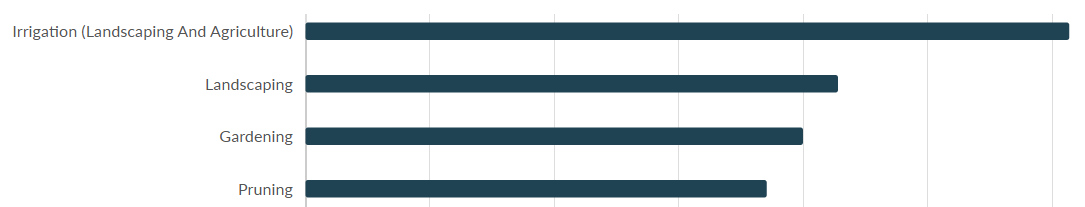 Irrigation (Landscaping And Agriculture)
Landscaping
Gardening
Pruning